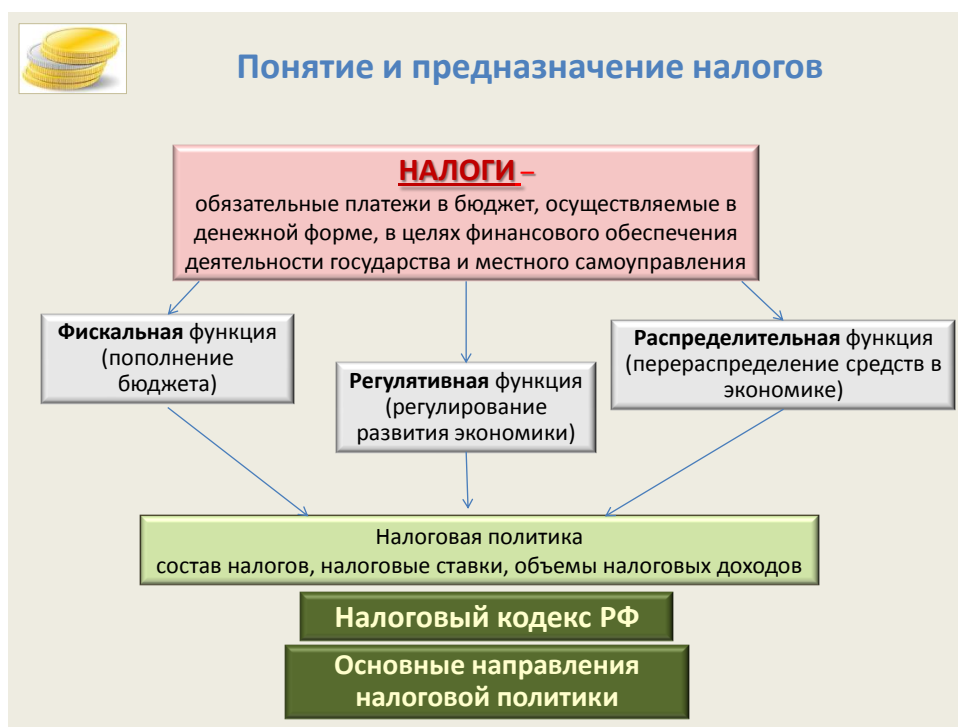 Понятие и предназначение налогов
НАЛОГИ –
обязательные платежи в бюджет, осуществляемые в
денежной форме, в целях финансового обеспечения
деятельности государства и местного самоуправления
Фискальная функция
(пополнение
бюджета)
Регулятивная функция
(регулирование
развития экономики)
Распределительная функция
(перераспределение средств в
экономике)
Налоговая политика
состав налогов, налоговые ставки, объемы налоговых доходов
Налоговый кодекс РФ
Основные направления
налоговой политики